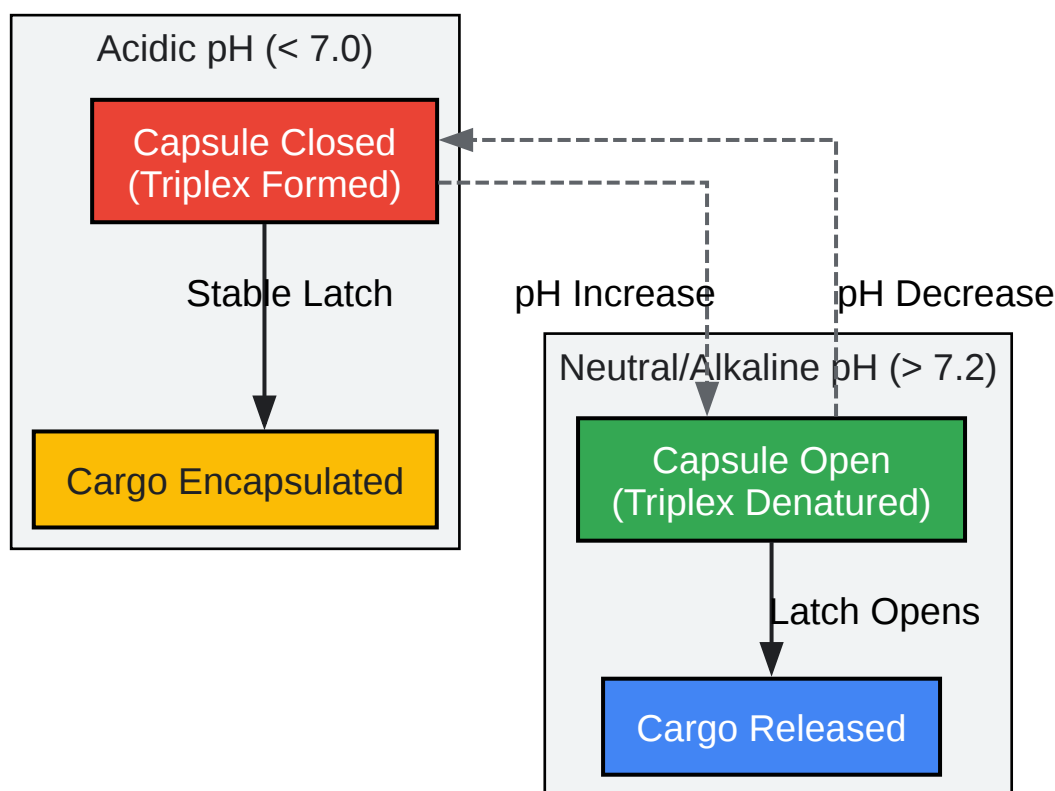 Acidic pH (< 7.0)
Capsule Closed
(Triplex Formed)
Stable Latch
Cargo Encapsulated
pH Increase
pH Decrease
Neutral/Alkaline pH (> 7.2)
Capsule Open
(Triplex Denatured)
Latch Opens
Cargo Released